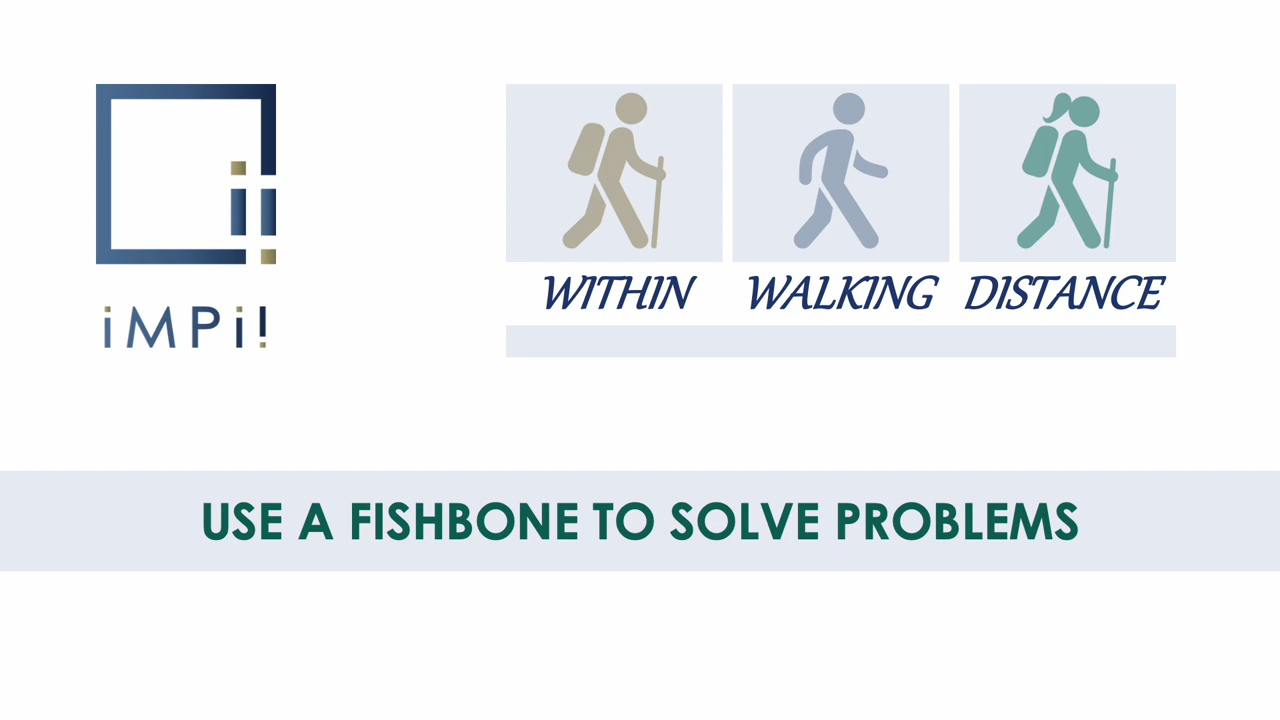 iMPi!
WITHIN WALKING DISTANCE
USE A FISHBONE TO SOLVE PROBLEMS